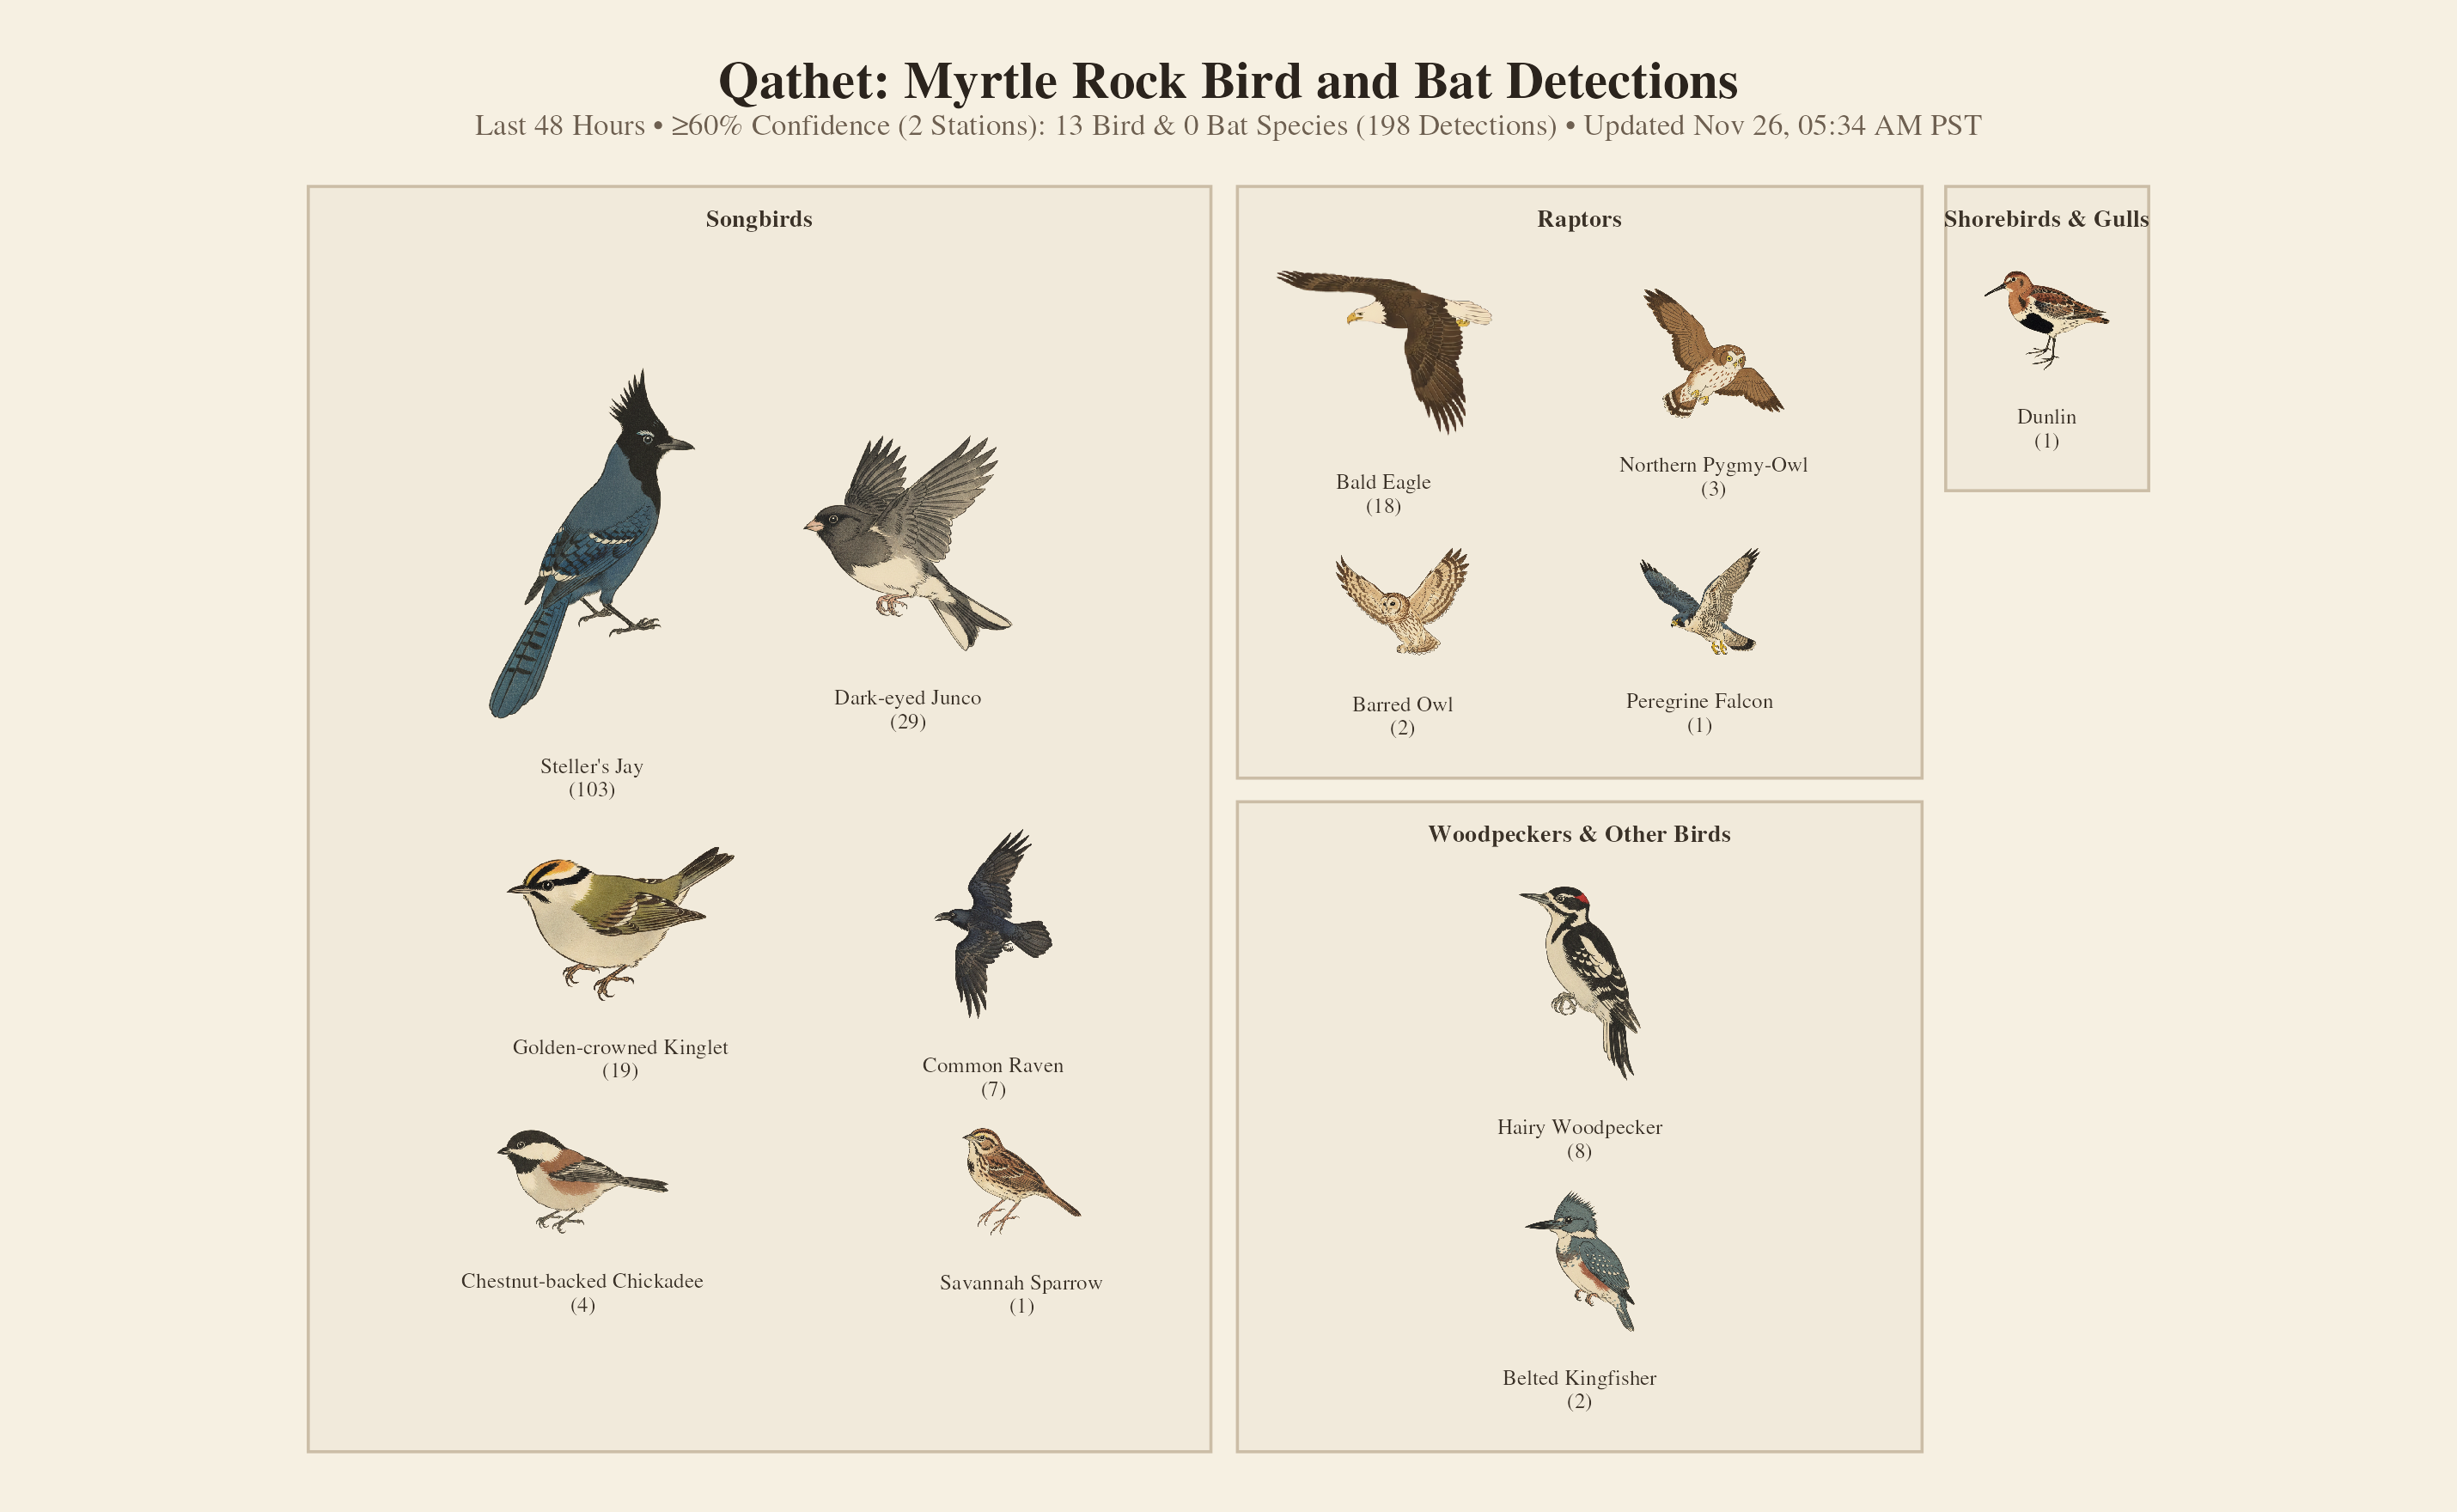 Qathet: Myrtle Rock Bird and Bat Detections
Last 48 Hours • ≥60% Confidence (2 Stations): 13 Bird & 0 Bat Species (198 Detections) • Updated Nov 26, 05:34 AM PST
Songbirds
Steller's Jay
(103)
Dark-eyed Junco
(29)
Golden-crowned Kinglet
(19)
Common Raven
(7)
Chestnut-backed Chickadee
(4)
Savannah Sparrow
(1)
Raptors
Bald Eagle
(18)
Northern Pygmy-Owl
(3)
Barred Owl
(2)
Peregrine Falcon
(1)
Woodpeckers & Other Birds
Hairy Woodpecker
(8)
Belted Kingfisher
(2)
Shorebirds & Gulls
Dunlin
(1)